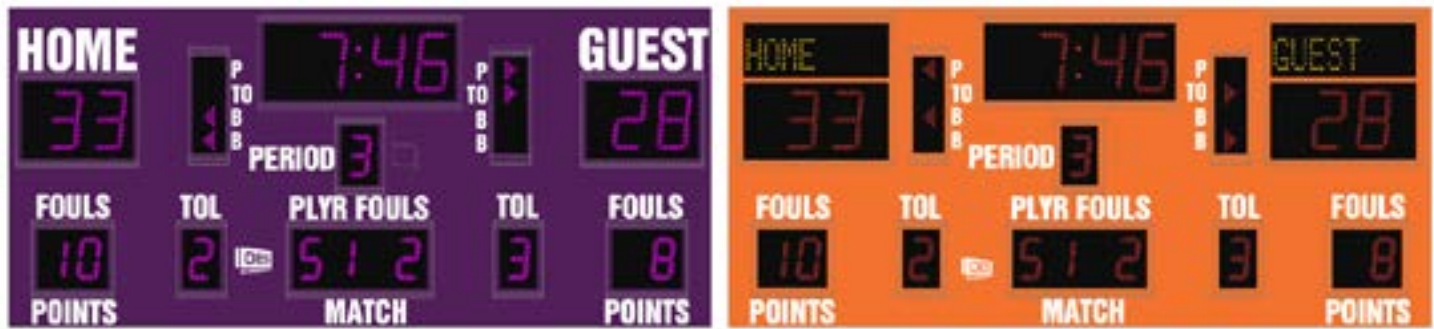 HOME 7:46 GUEST
33 P TO B B P TO B B 28
PERIOD 3
FOULS TOL PLYR FOULS TOL FOULS
10 2 51 2 3 8
POINTS MATCH POINTS
HOME 7:46 GUEST
33 P TO B B P TO B B 28
PERIOD 3
FOULS TOL PLYR FOULS TOL FOULS
10 2 51 2 3 8
POINTS MATCH POINTS